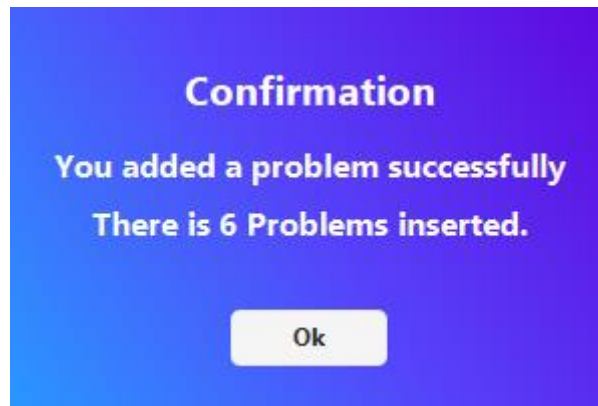 Confirmation
You added a problem successfully
There is 6 Problems inserted.
Ok